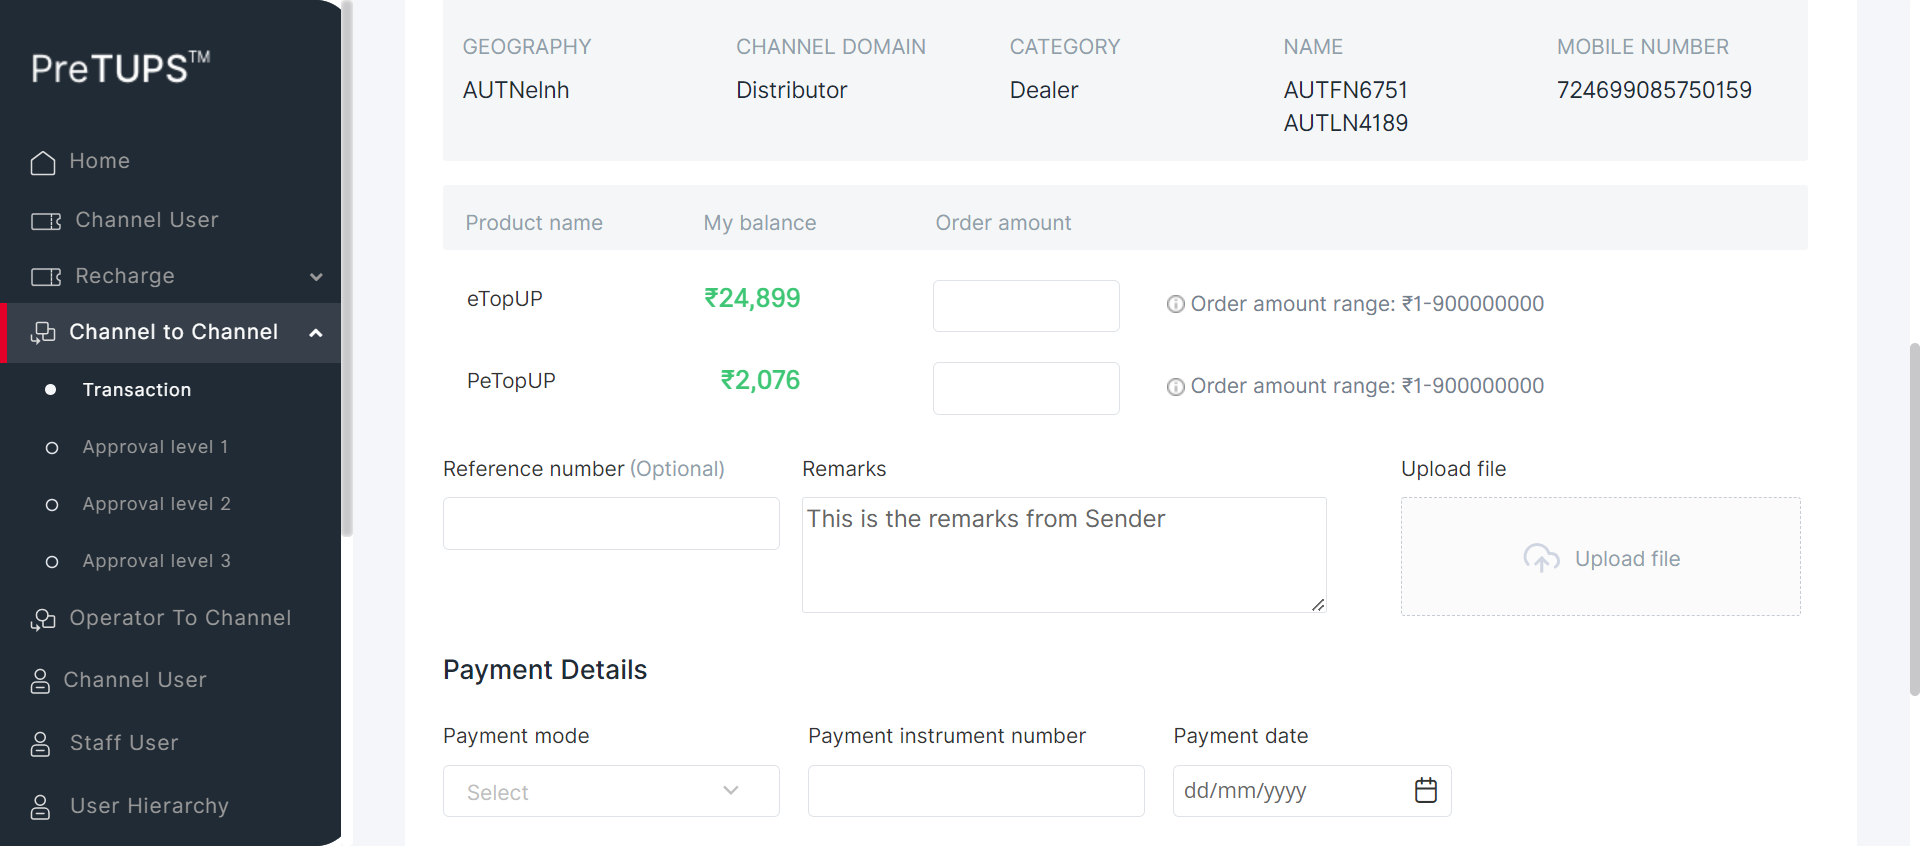 PreTUPS™
Home
Channel User
Recharge
Channel to Channel
Transaction
Approval level 1
Approval level 2
Approval level 3
Operator To Channel
Channel User
Staff User
User Hierarchy
GEOGRAPHY CHANNEL DOMAIN CATEGORY NAME MOBILE NUMBER
AUTNelnh Distributor Dealer AUTFN6751 724699085750159
AUTLN4189
Product name My balance Order amount
eTopUP ₹24,899 Order amount range: ₹1-900000000
PeTopUP ₹2,076 Order amount range: ₹1-900000000
Reference number (Optional) Remarks Upload file
This is the remarks from Sender
Upload file
Payment Details
Payment mode Payment instrument number Payment date
Select dd/mm/yyyy